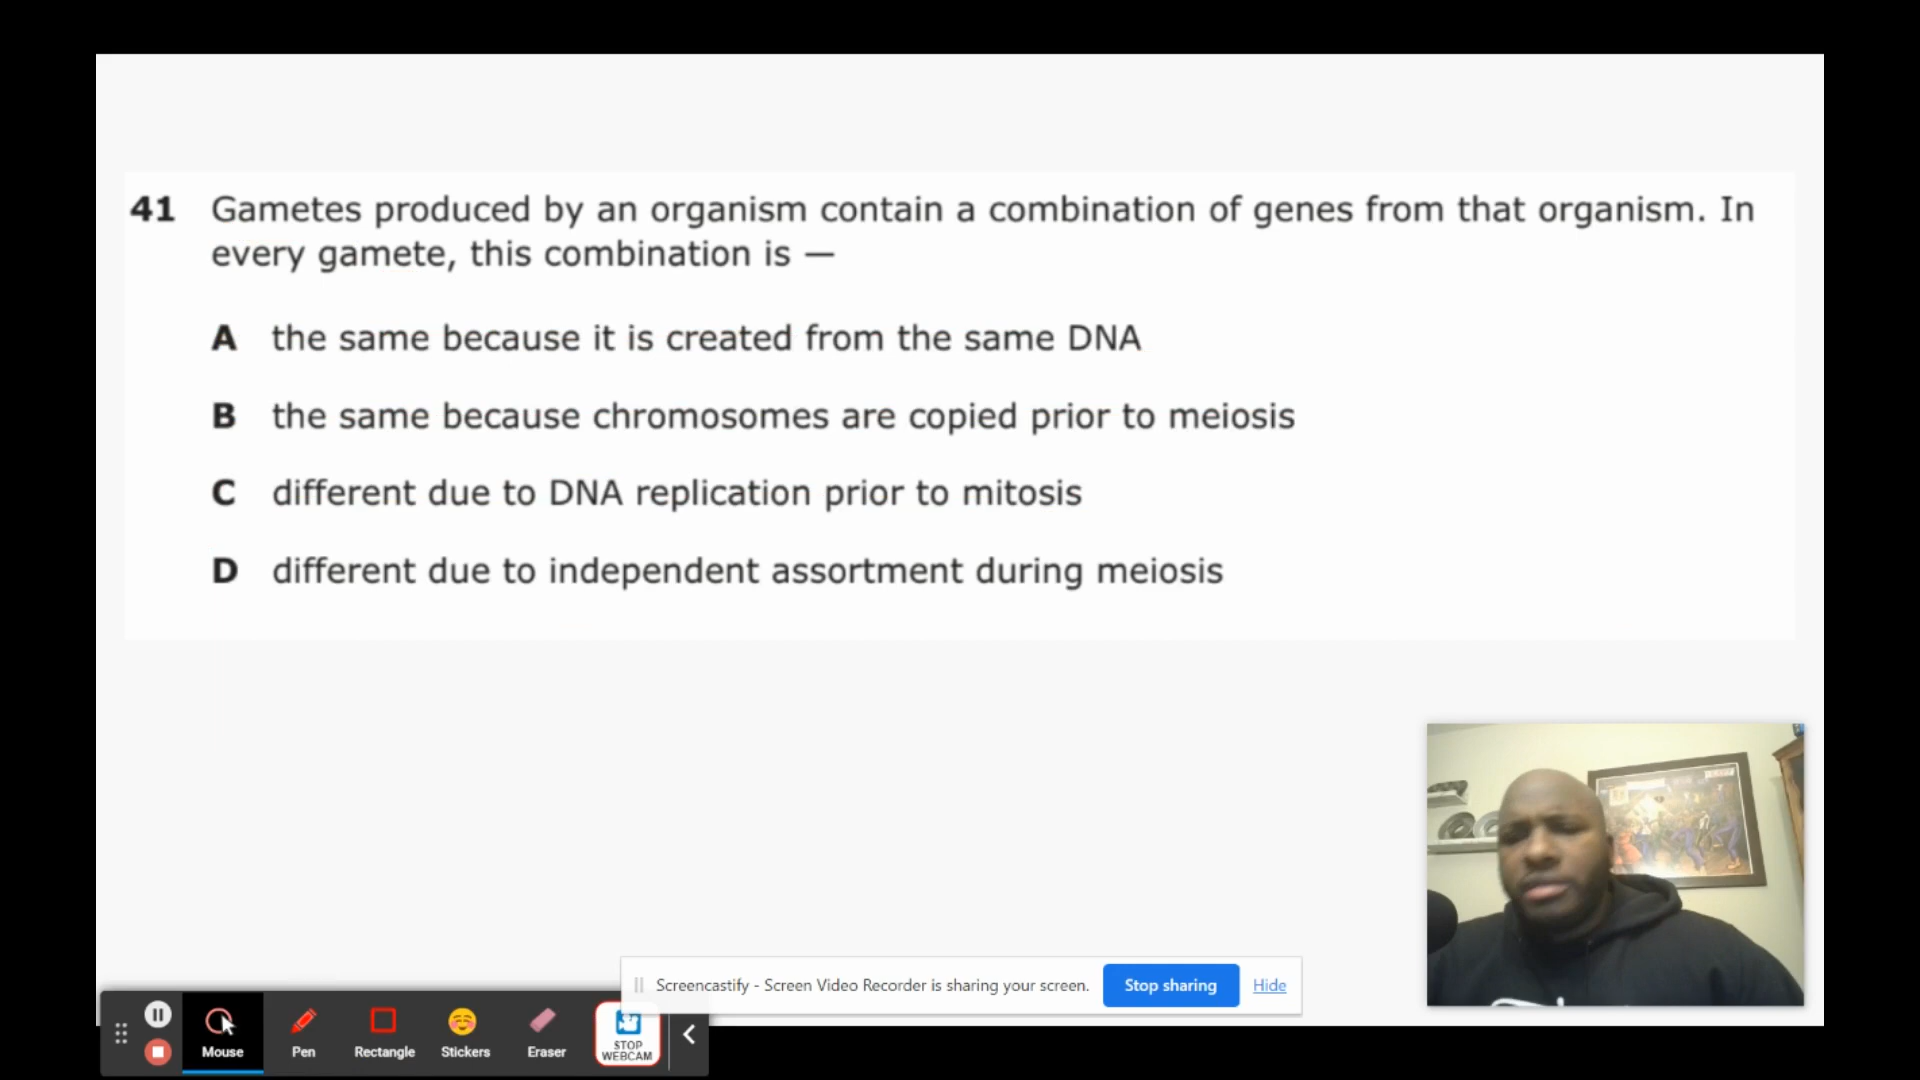 41 Gametes produced by an organism contain a combination of genes from that organism. In
every gamete, this combination is —
A the same because it is created from the same DNA
B the same because chromosomes are copied prior to meiosis
C different due to DNA replication prior to mitosis
D different due to independent assortment during meiosis
Screencastify - Screen Video Recorder is sharing your screen. Stop sharing Hide
Mouse Pen Rectangle Stickers Eraser STOP
WEBCAM